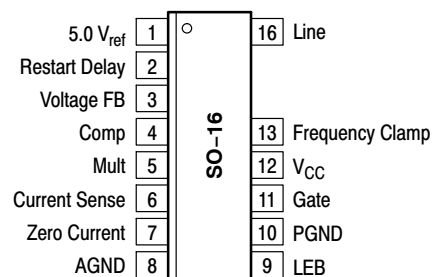 5.0 Vref 1 16 Line
Restart Delay 2
Voltage FB 3
Comp 4 13 Frequency Clamp
Mult 5 12 VCC
Current Sense 6 11 Gate
Zero Current 7 10 PGND
AGND 8 9 LEB
SO–16